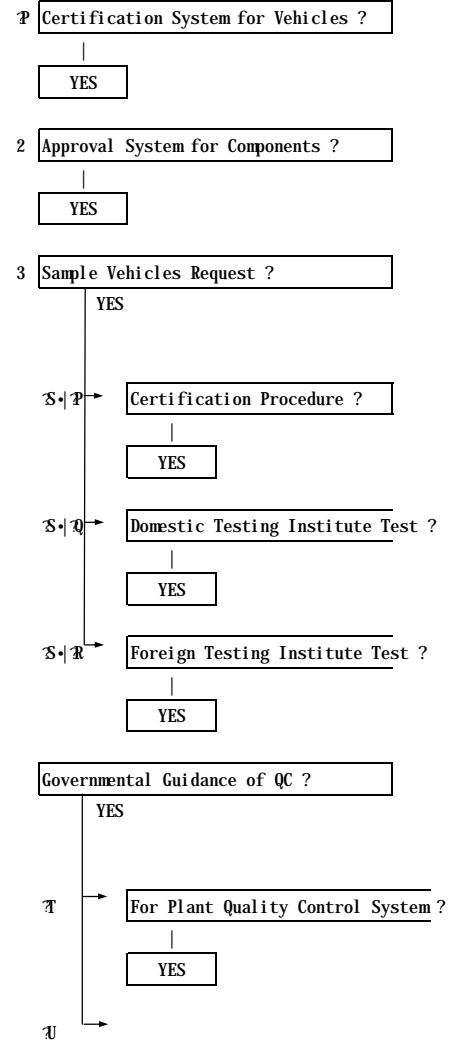 ?P Certification System for Vehicles ?
YES
2 Approval System for Components ?
YES
3 Sample Vehicles Request ?
YES
?S•|?P Certification Procedure ?
YES
?S•|?Q Domestic Testing Institute Test ?
YES
?S•|?R Foreign Testing Institute Test ?
YES
Governmental Guidance of QC ?
YES
?T For Plant Quality Control System ?
YES
?U